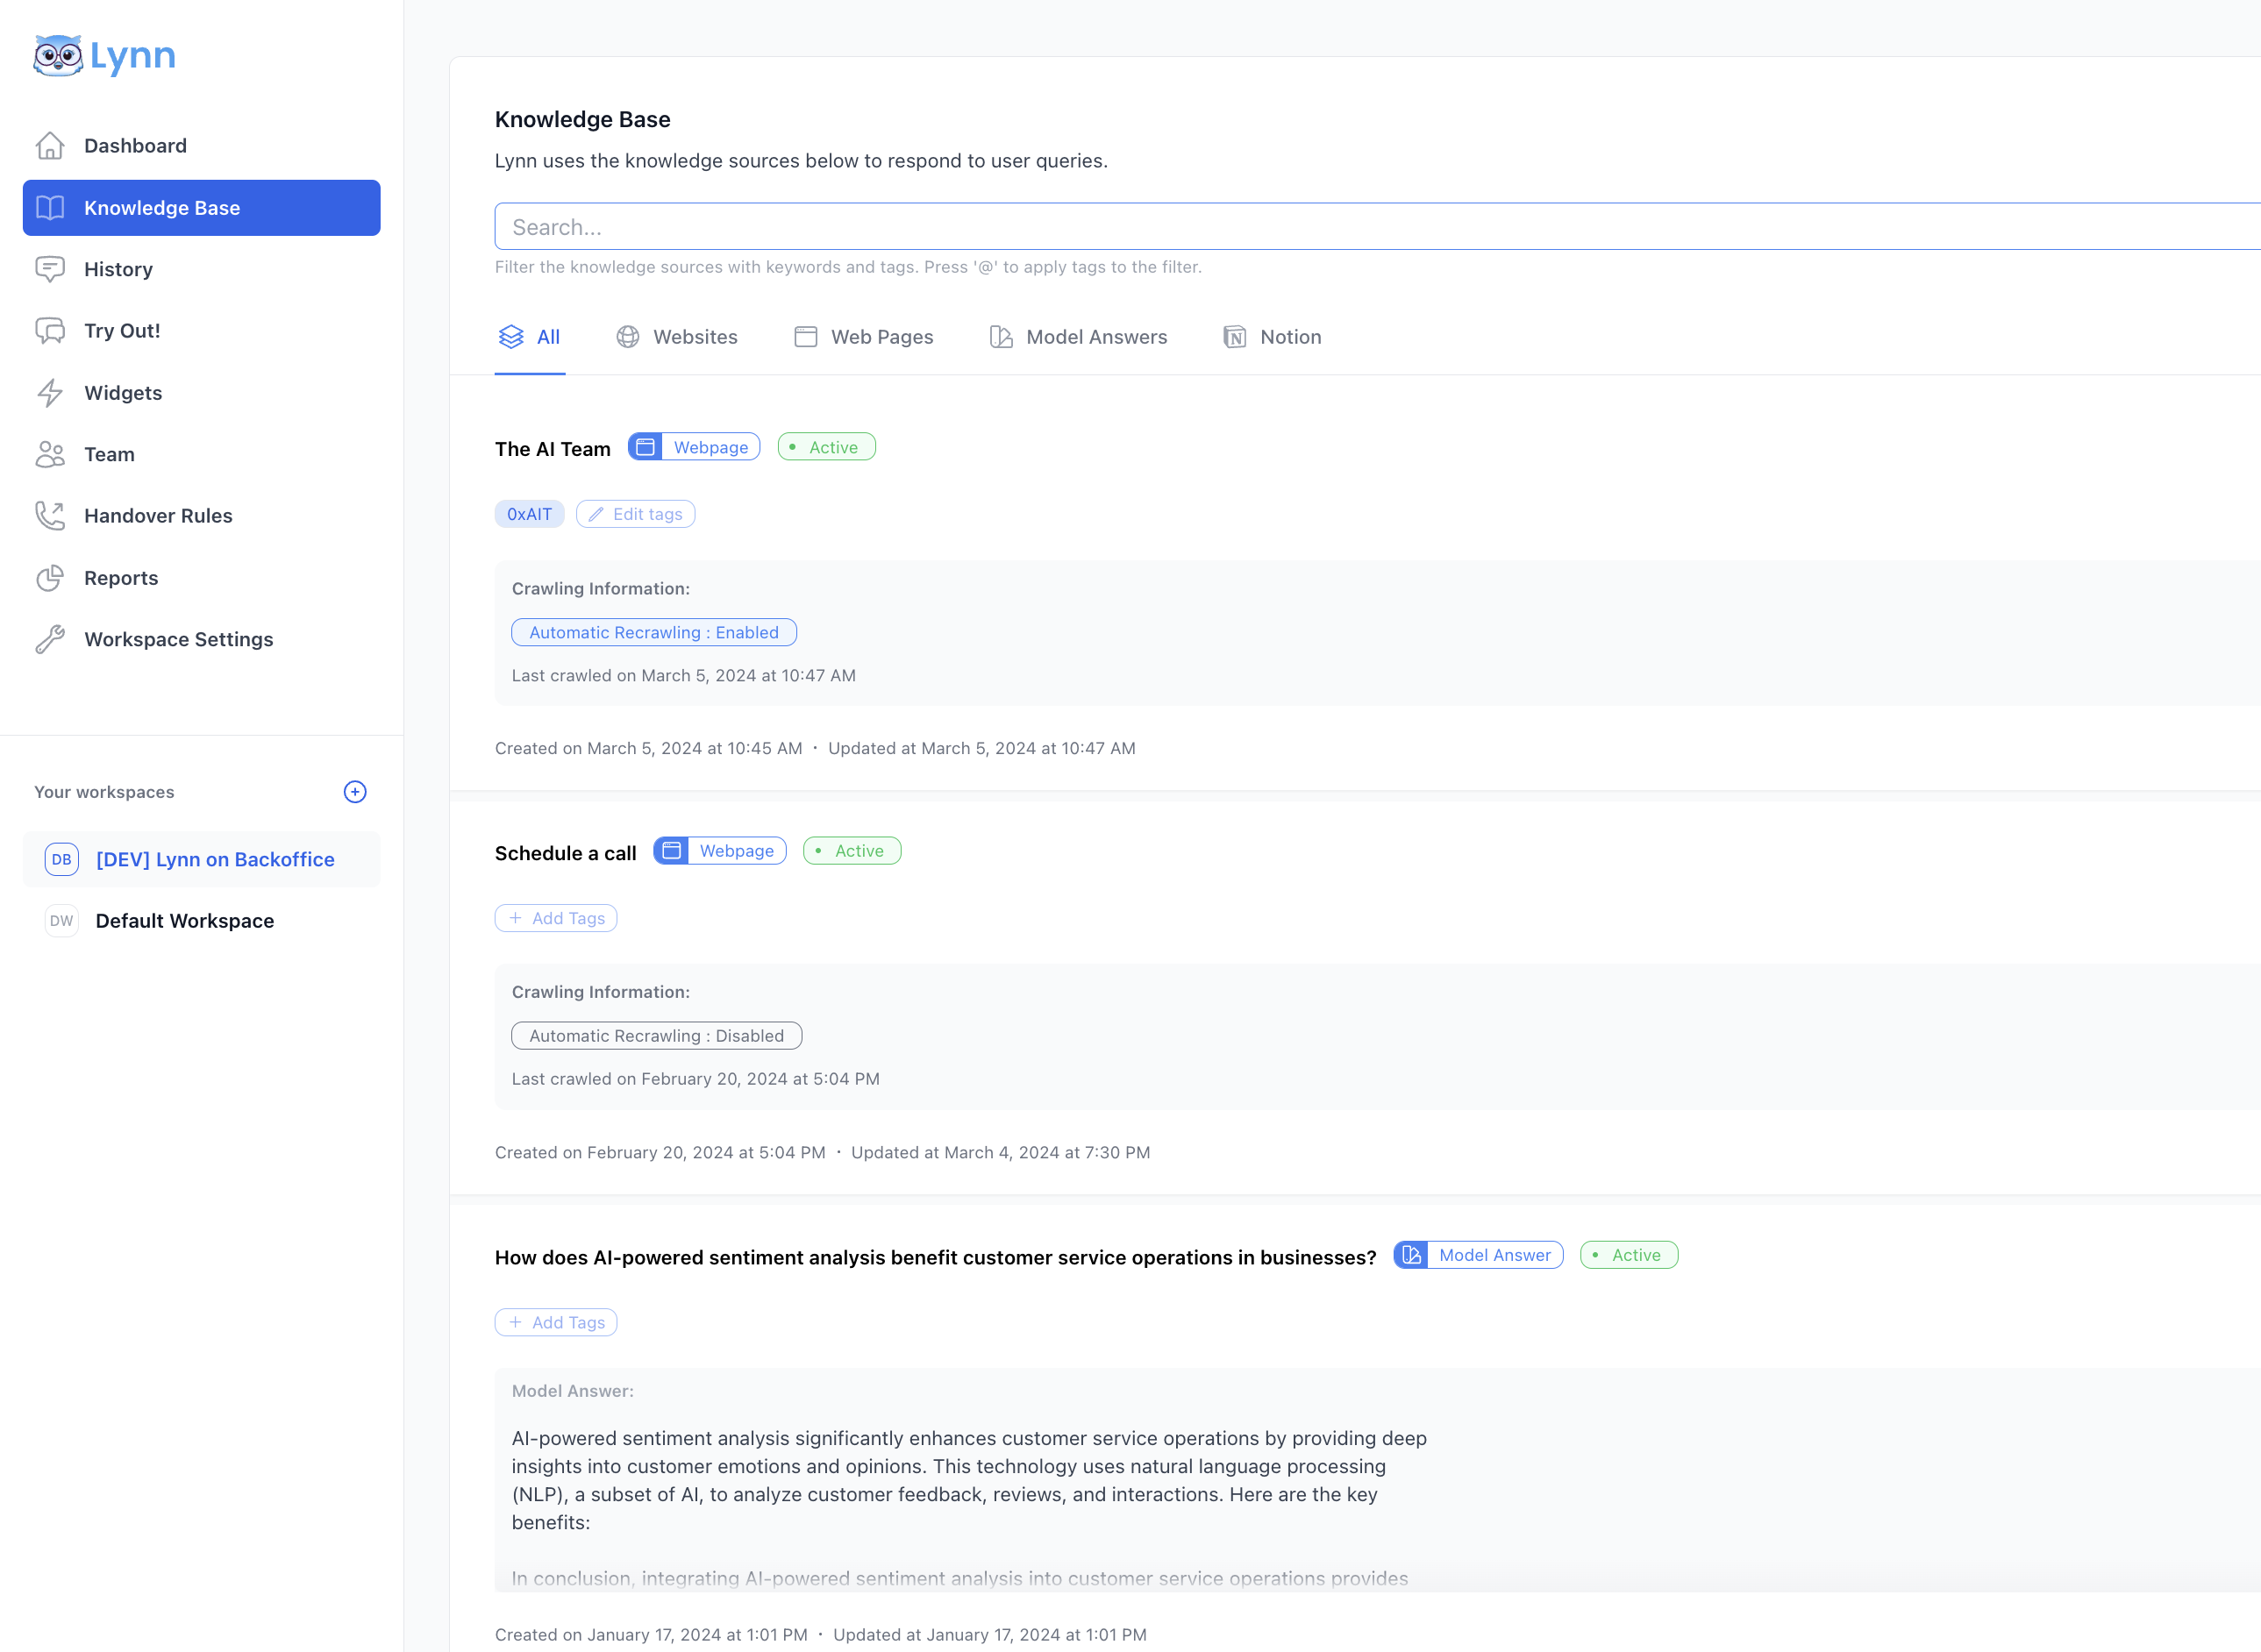 Lynn
Dashboard
Knowledge Base
History
Try Out!
Widgets
Team
Handover Rules
Reports
Workspace Settings
Your workspaces
DB [DEV] Lynn on Backoffice
DW Default Workspace
Knowledge Base
Lynn uses the knowledge sources below to respond to user queries.
Search...
Filter the knowledge sources with keywords and tags. Press '@' to apply tags to the filter.
All Websites Web Pages Model Answers N Notion
The AI Team Webpage Active
0xAIT Edit tags
Crawling Information:
Automatic Recrawling : Enabled
Last crawled on March 5, 2024 at 10:47 AM
Created on March 5, 2024 at 10:45 AM · Updated at March 5, 2024 at 10:47 AM
Schedule a call Webpage Active
+ Add Tags
Crawling Information:
Automatic Recrawling : Disabled
Last crawled on February 20, 2024 at 5:04 PM
Created on February 20, 2024 at 5:04 PM · Updated at March 4, 2024 at 7:30 PM
How does AI-powered sentiment analysis benefit customer service operations in businesses? Model Answer Active
+ Add Tags
Model Answer:
AI-powered sentiment analysis significantly enhances customer service operations by providing deep
insights into customer emotions and opinions. This technology uses natural language processing
(NLP), a subset of AI, to analyze customer feedback, reviews, and interactions. Here are the key
benefits:
In conclusion, integrating AI-powered sentiment analysis into customer service operations provides
Created on January 17, 2024 at 1:01 PM · Updated at January 17, 2024 at 1:01 PM